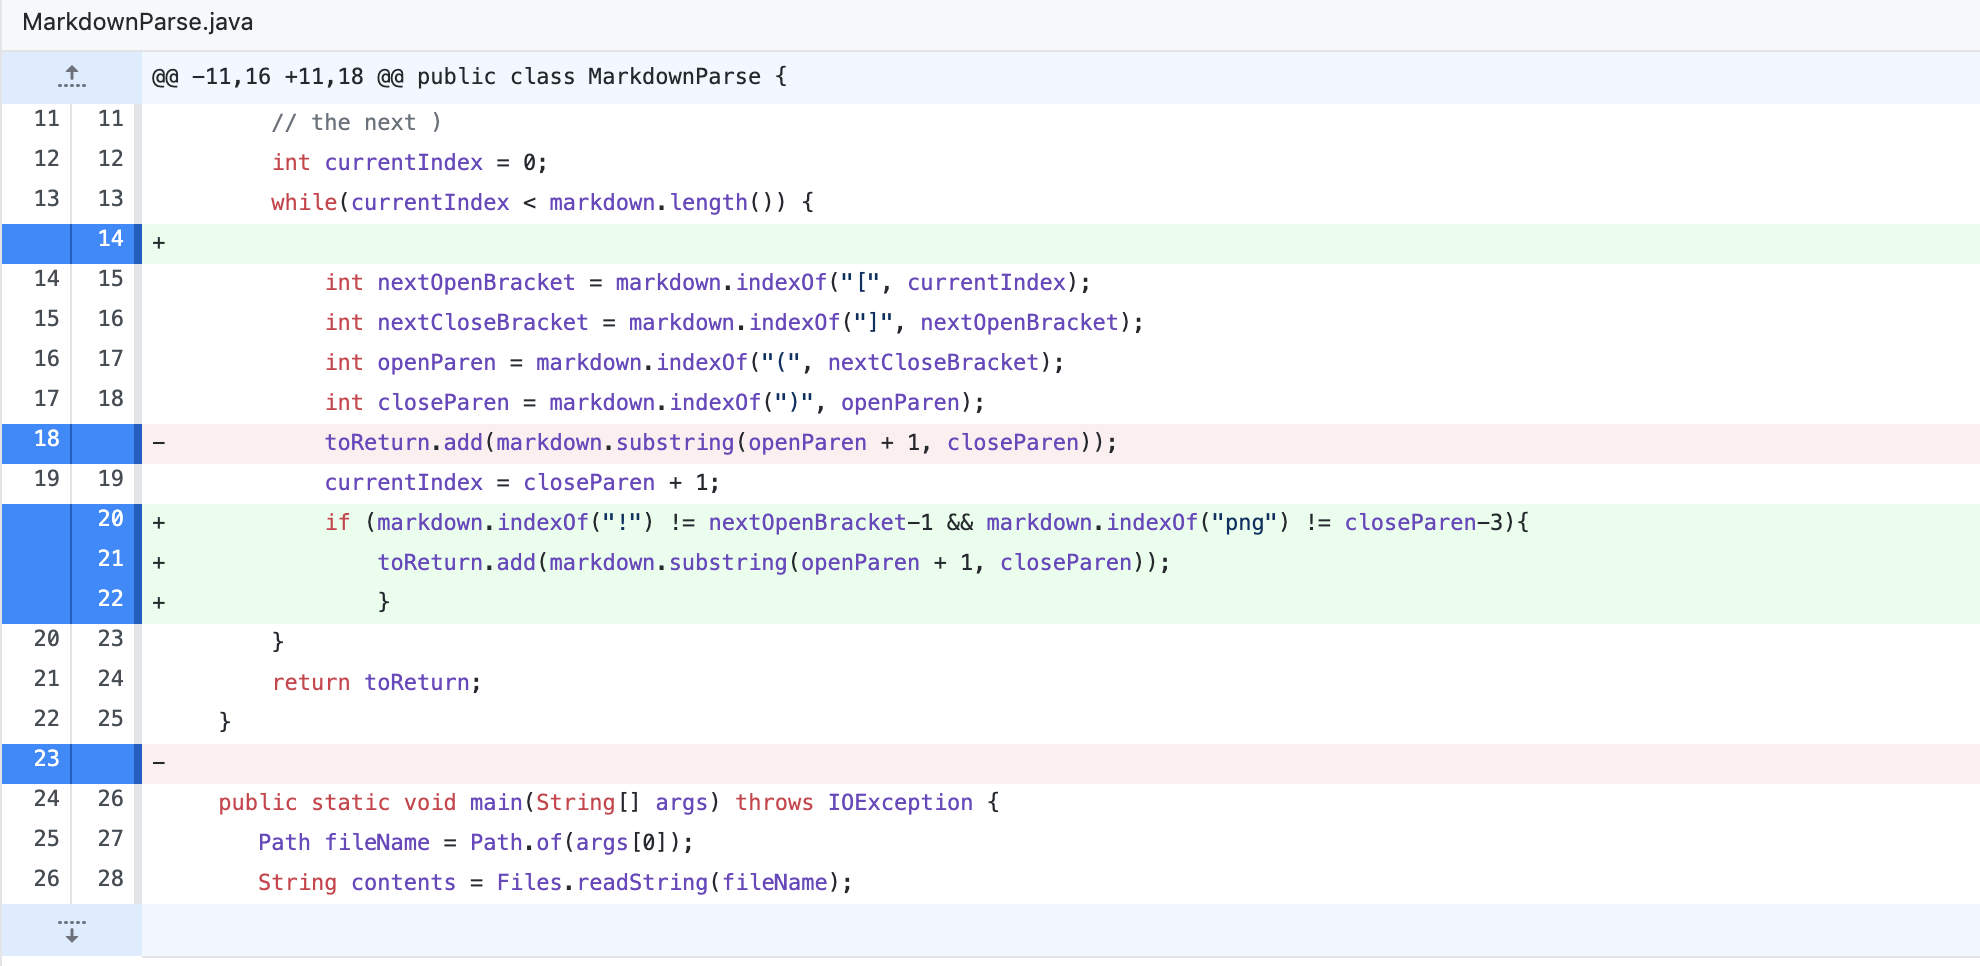 MarkdownParse.java
@@ -11,16 +11,18 @@ public class MarkdownParse {
11 11 // the next )
12 12 int currentIndex = 0;
13 13 while(currentIndex < markdown.length()) {
14 +
14 15 int nextOpenBracket = markdown.indexOf("[", currentIndex);
15 16 int nextCloseBracket = markdown.indexOf("]", nextOpenBracket);
16 17 int openParen = markdown.indexOf("(", nextCloseBracket);
17 18 int closeParen = markdown.indexOf(")", openParen);
18 - toReturn.add(markdown.substring(openParen + 1, closeParen));
19 19 currentIndex = closeParen + 1;
20 + if (markdown.indexOf("!") != nextOpenBracket-1 && markdown.indexOf("png") != closeParen-3){
21 + toReturn.add(markdown.substring(openParen + 1, closeParen));
22 + }
20 23 }
21 24 return toReturn;
22 25 }
23 -
24 26 public static void main(String[] args) throws IOException {
25 27 Path fileName = Path.of(args[0]);
26 28 String contents = Files.readString(fileName);